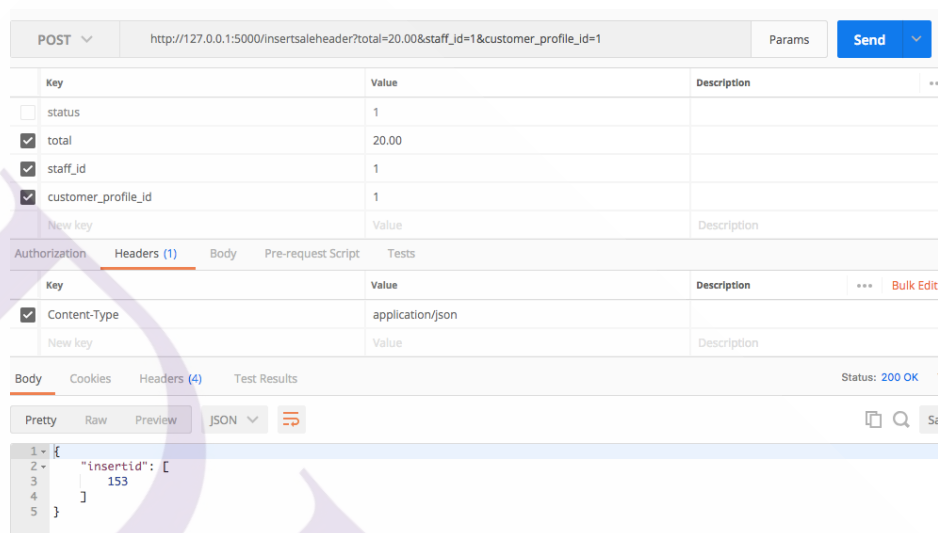 POST http://127.0.0.1:5000/insertsaleheader?total=20.00&staff_id=1&customer_profile_id=1 Params Send
Key Value Description
status 1
total 20.00
staff_id 1
customer_profile_id 1
New key Value Description
Authorization Headers (1) Body Pre-request Script Tests
Key Value Description ••• Bulk Edit
Content-Type application/json
New key Value Description
Body Cookies Headers (4) Test Results Status: 200 OK
Pretty Raw Preview JSON
1 {
2 "insertid": [
3 153
4 ]
5 }